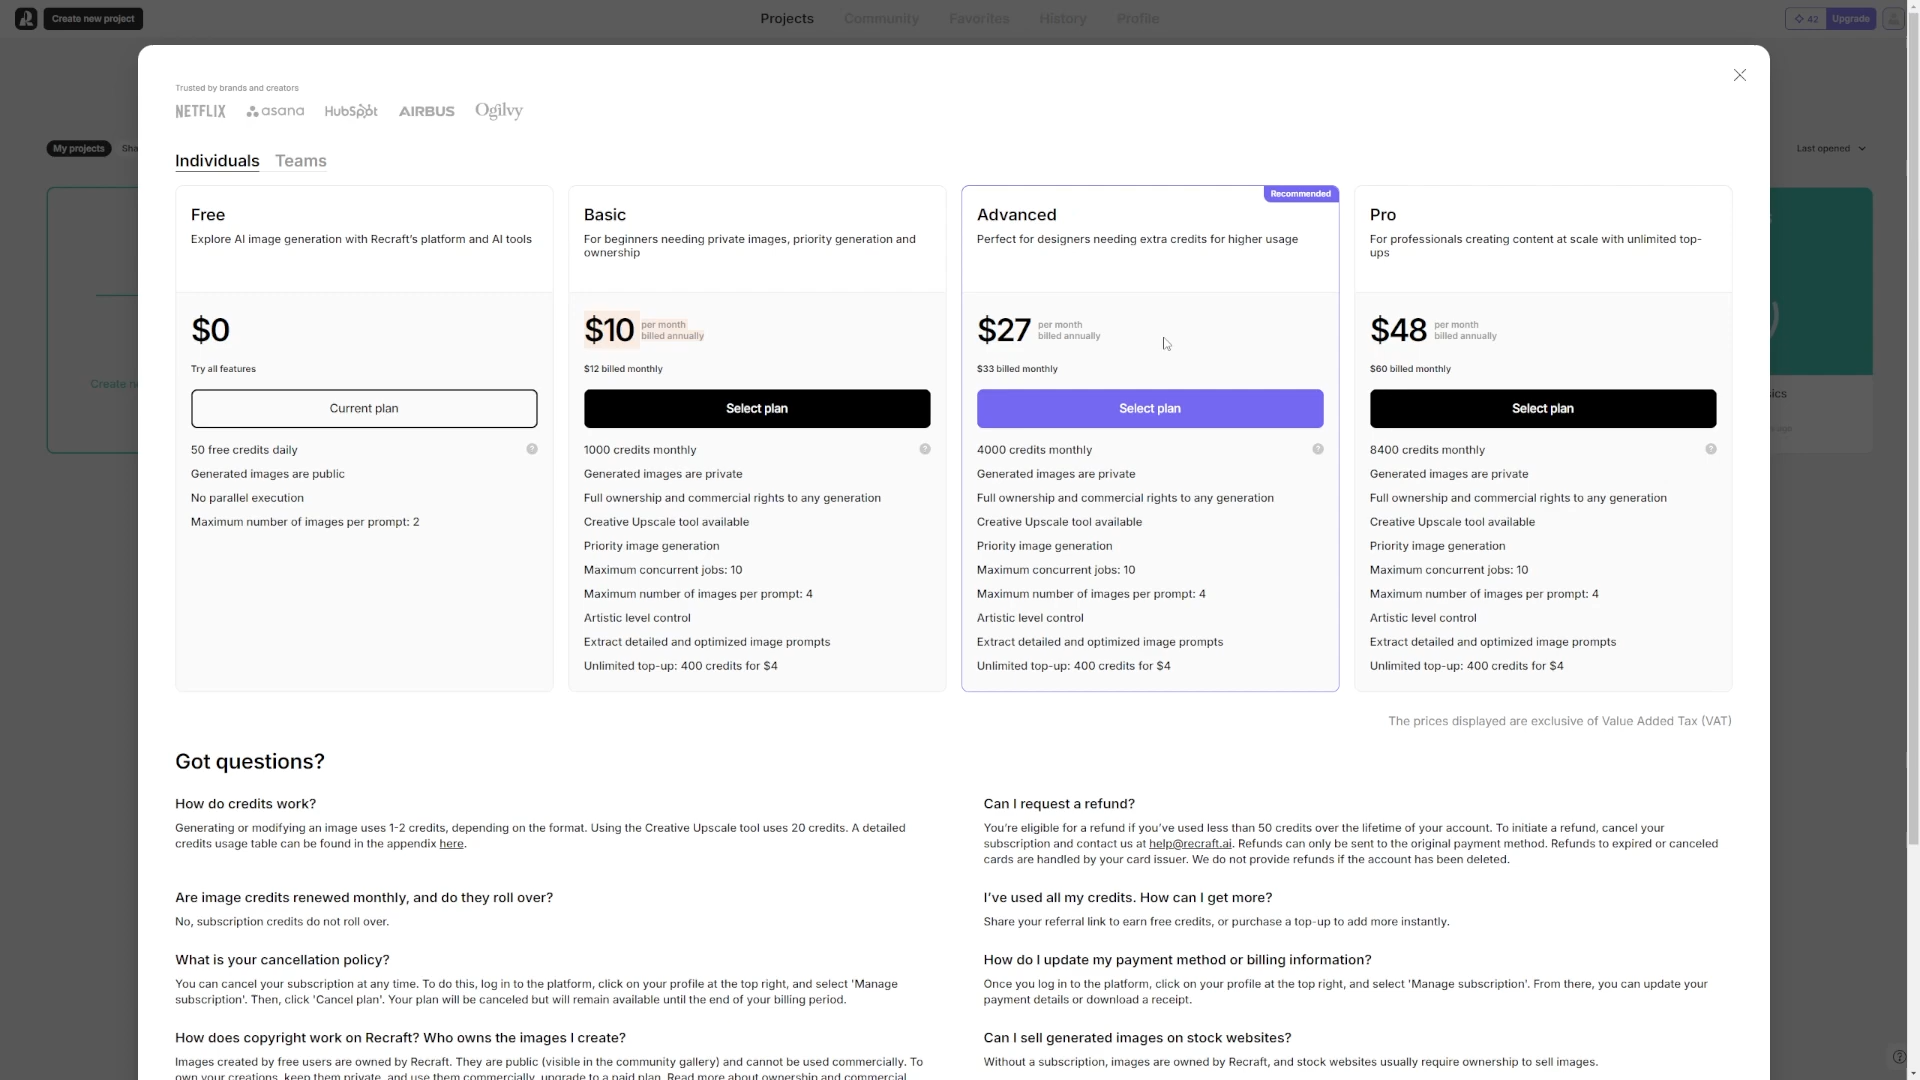 Create new project
Projects
Community
Favorites
History
Profile
42
Upgrade
Trusted by brands and creators
NETFLIX
asana
HubSpot
AIRBUS
Ogilvy
My projects
Last opened
Individuals
Teams
Free
Explore AI image generation with Recraft's platform and AI tools
$0
Try all features
Current plan
50 free credits daily
Generated images are public
No parallel execution
Maximum number of images per prompt: 2
Basic
For beginners needing private images, priority generation and
ownership
$10
per month
billed annually
$12 billed monthly
Select plan
1000 credits monthly
Generated images are private
Full ownership and commercial rights to any generation
Creative Upscale tool available
Priority image generation
Maximum concurrent jobs: 10
Maximum number of images per prompt: 4
Artistic level control
Extract detailed and optimized image prompts
Unlimited top-up: 400 credits for $4
Recommended
Advanced
Perfect for designers needing extra credits for higher usage
$27
per month
billed annually
$33 billed monthly
Select plan
4000 credits monthly
Generated images are private
Full ownership and commercial rights to any generation
Creative Upscale tool available
Priority image generation
Maximum concurrent jobs: 10
Maximum number of images per prompt: 4
Artistic level control
Extract detailed and optimized image prompts
Unlimited top-up: 400 credits for $4
Pro
For professionals creating content at scale with unlimited top-
ups
$48
per month
billed annually
$60 billed monthly
Select plan
8400 credits monthly
Generated images are private
Full ownership and commercial rights to any generation
Creative Upscale tool available
Priority image generation
Maximum concurrent jobs: 10
Maximum number of images per prompt: 4
Artistic level control
Extract detailed and optimized image prompts
Unlimited top-up: 400 credits for $4
The prices displayed are exclusive of Value Added Tax (VAT)
Got questions?
How do credits work?
Generating or modifying an image uses 1-2 credits, depending on the format. Using the Creative Upscale tool uses 20 credits. A detailed
credits usage table can be found in the appendix here.
Can I request a refund?
You're eligible for a refund if you've used less than 50 credits over the lifetime of your account. To initiate a refund, cancel your
subscription and contact us at help@recraft.ai. Refunds can only be sent to the original payment method. Refunds to expired or canceled
cards are handled by your card issuer. We do not provide refunds if the account has been deleted.
Are image credits renewed monthly, and do they roll over?
No, subscription credits do not roll over.
I've used all my credits. How can I get more?
Share your referral link to earn free credits, or purchase a top-up to add more instantly.
What is your cancellation policy?
You can cancel your subscription at any time. To do this, log in to the platform, click on your profile at the top right, and select 'Manage
subscription'. Then, click 'Cancel plan'. Your plan will be canceled but will remain available until the end of your billing period.
How do I update my payment method or billing information?
Once you log in to the platform, click on your profile at the top right, and select 'Manage subscription'. From there, you can update your
payment details or download a receipt.
How does copyright work on Recraft? Who owns the images I create?
Images created by free users are owned by Recraft. They are public (visible in the community gallery) and cannot be used commercially. To
own your creations, keep them private, and use them commercially, upgrade to a paid plan. Read more about ownership and commercial
Can I sell generated images on stock websites?
Without a subscription, images are owned by Recraft, and stock websites usually require ownership to sell images.